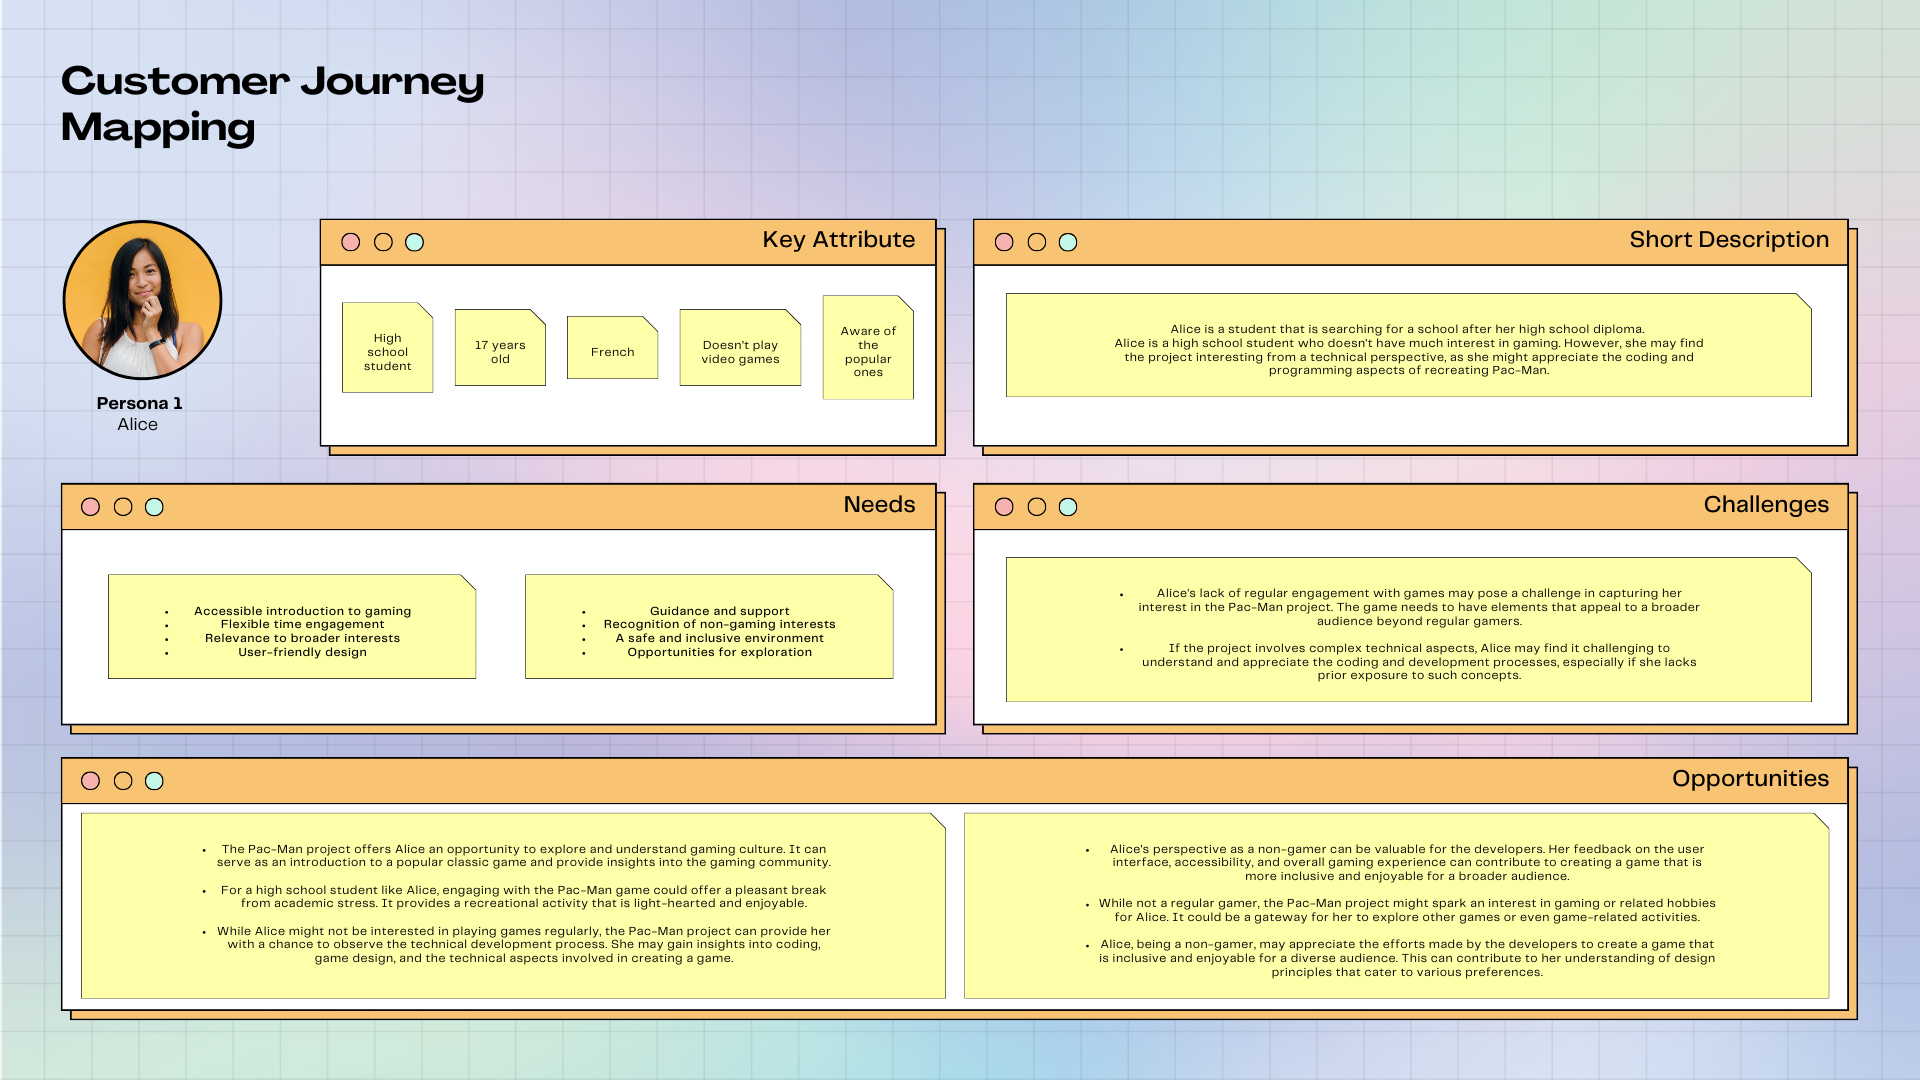 Customer Journey
Mapping
Persona 1
Alice
Key Attribute
High
school
student
17 years
old
French
Doesn't play
video games
Aware of
the
popular
ones
Short Description
Alice is a student that is searching for a school after her high school diploma.
Alice is a high school student who doesn't have much interest in gaming. However, she may find
the project interesting from a technical perspective, as she might appreciate the coding and
programming aspects of recreating Pac-Man.
Needs
• Accessible introduction to gaming
• Flexible time engagement
• Relevance to broader interests
• User-friendly design
• Guidance and support
• Recognition of non-gaming interests
• A safe and inclusive environment
• Opportunities for exploration
Challenges
• Alice's lack of regular engagement with games may pose a challenge in capturing her
interest in the Pac-Man project. The game needs to have elements that appeal to a broader
audience beyond regular gamers.
• If the project involves complex technical aspects, Alice may find it challenging to
understand and appreciate the coding and development processes, especially if she lacks
prior exposure to such concepts.
Opportunities
• The Pac-Man project offers Alice an opportunity to explore and understand gaming culture. It can
serve as an introduction to a popular classic game and provide insights into the gaming community.
• For a high school student like Alice, engaging with the Pac-Man game could offer a pleasant break
from academic stress. It provides a recreational activity that is light-hearted and enjoyable.
• While Alice might not be interested in playing games regularly, the Pac-Man project can provide her
with a chance to observe the technical development process. She may gain insights into coding,
game design, and the technical aspects involved in creating a game.
• Alice's perspective as a non-gamer can be valuable for the developers. Her feedback on the user
interface, accessibility, and overall gaming experience can contribute to creating a game that is
more inclusive and enjoyable for a broader audience.
• While not a regular gamer, the Pac-Man project might spark an interest in gaming or related hobbies
for Alice. It could be a gateway for her to explore other games or even game-related activities.
• Alice, being a non-gamer, may appreciate the efforts made by the developers to create a game that
is inclusive and enjoyable for a diverse audience. This can contribute to her understanding of design
principles that cater to various preferences.